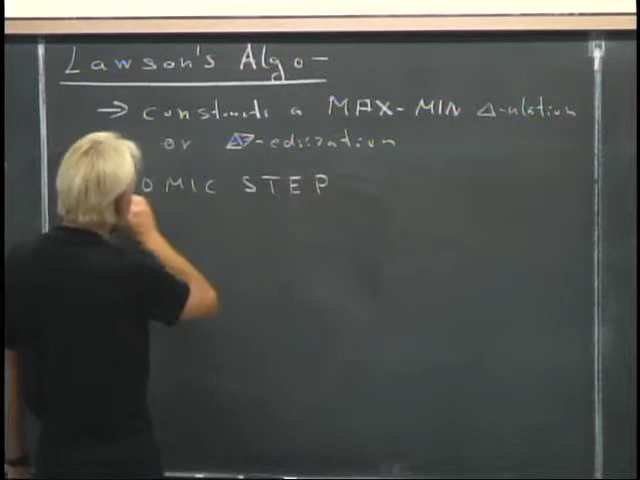 Lawson's Algo-
→ constructs a MAX-MIN Δ-ulation
or
OMIC STEP